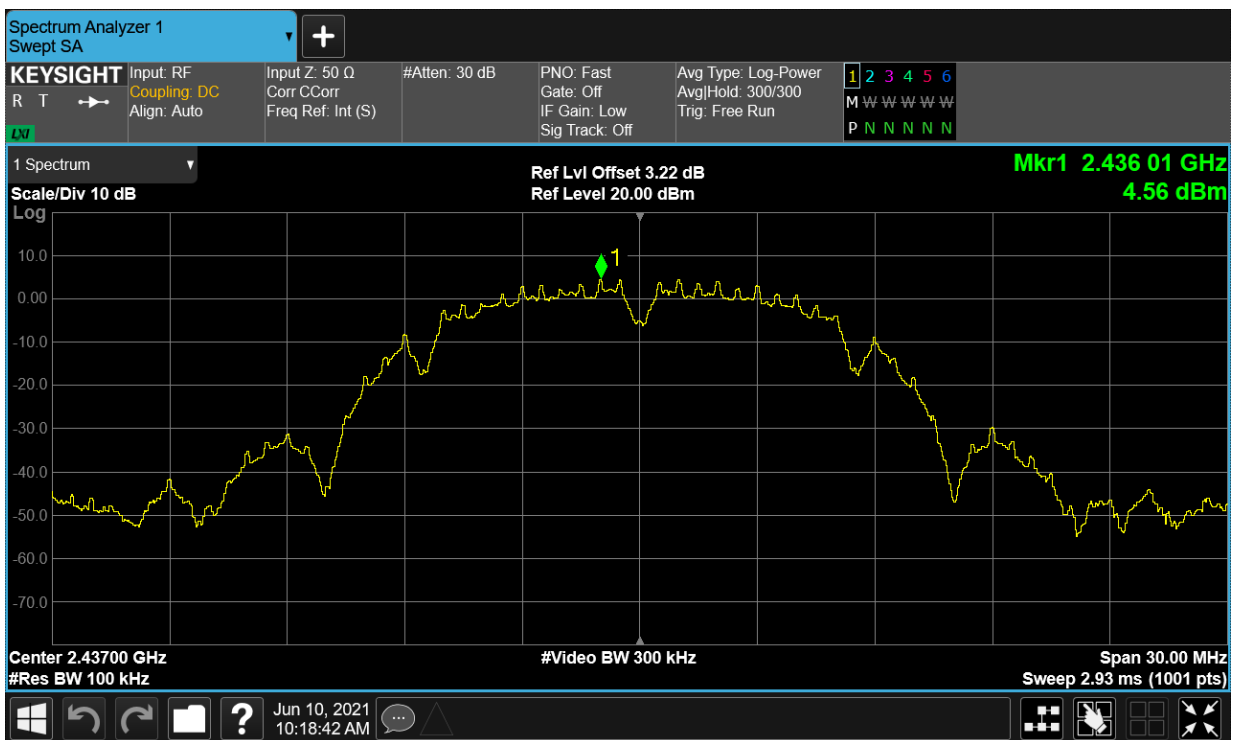 Spectrum Analyzer 1
Swept SA
+
KEYSIGHT
R T
LXI
Input: RF
Coupling: DC
Align: Auto
Input Z: 50 Ω
Corr CCorr
Freq Ref: Int (S)
#Atten: 30 dB
PNO: Fast
Gate: Off
IF Gain: Low
Sig Track: Off
Avg Type: Log-Power
Avg|Hold: 300/300
Trig: Free Run
1 2 3 4 5 6
M W W W W W
P N N N N N
1 Spectrum
Scale/Div 10 dB
Log
Ref Lvl Offset 3.22 dB
Ref Level 20.00 dBm
Mkr1 2.436 01 GHz
4.56 dBm
1
10.0
0.00
-10.0
-20.0
-30.0
-40.0
-50.0
-60.0
-70.0
Center 2.43700 GHz
#Res BW 100 kHz
#Video BW 300 kHz
Span 30.00 MHz
Sweep 2.93 ms (1001 pts)
?
Jun 10, 2021
10:18:42 AM